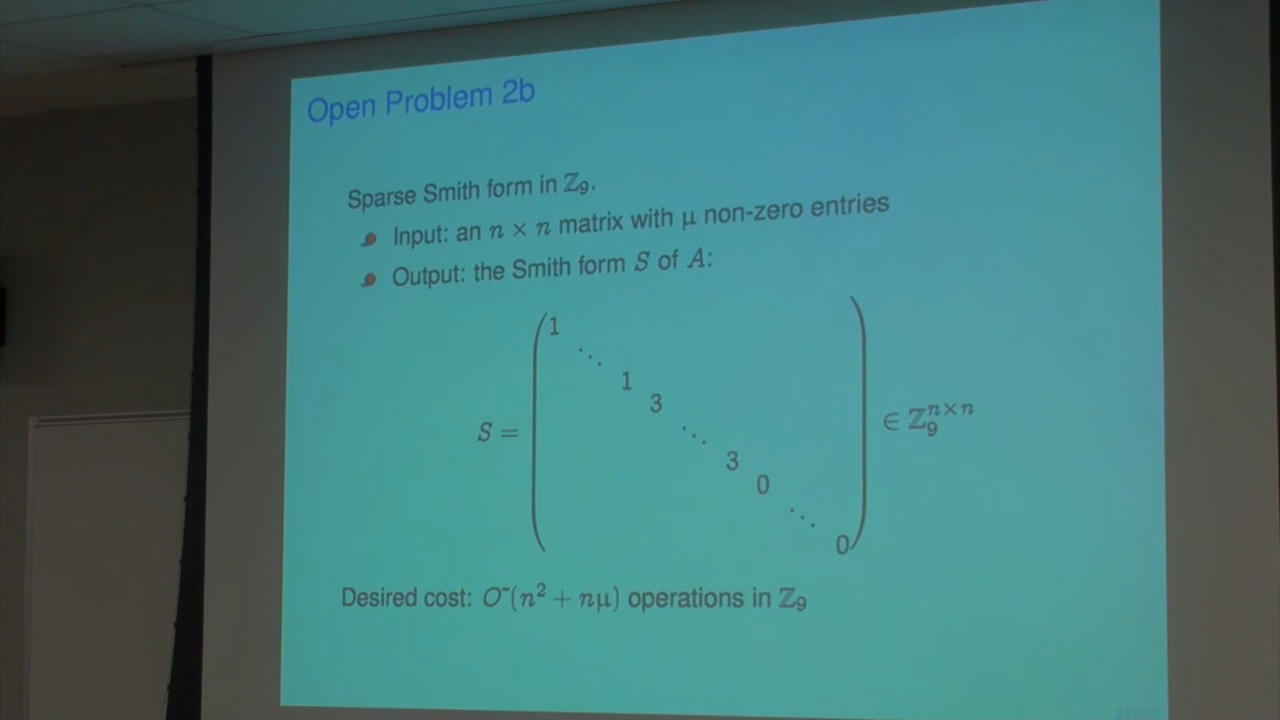 Open Problem 2b
Sparse Smith form in ℤ₉.
Input: an n × n matrix with μ non-zero entries
Output: the Smith form S of A:
S = ( 1 ⋱ 1 3 ⋱ 3 0 ⋱ 0 ) ∈ ℤ₉ⁿˣⁿ
Desired cost: O˜(n² + nμ) operations in ℤ₉